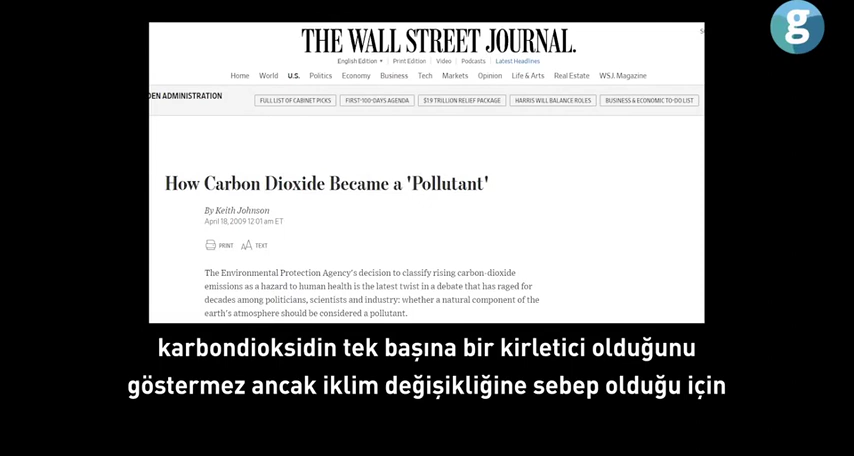 g
THE WALL STREET JOURNAL.
English Edition Print Edition Video Podcasts Latest Headlines
Home World U.S. Politics Economy Business Tech Markets Opinion Life & Arts Real Estate WSJ. Magazine
ADMINISTRATION FULL LIST OF CABINET PICKS FIRST-100-DAYS AGENDA $1.9 TRILLION RELIEF PACKAGE HARRIS WILL BALANCE ROLES BUSINESS & ECONOMIC TO-DO LIST
How Carbon Dioxide Became a 'Pollutant'
By Keith Johnson
April 18, 2009 12:01 am ET
PRINT AA TEXT
The Environmental Protection Agency's decision to classify rising carbon-dioxide
emissions as a hazard to human health is the latest twist in a debate that has raged for
decades among politicians, scientists and industry: whether a natural component of the
earth's atmosphere should be considered a pollutant.
karbondioksidin tek başına bir kirletici olduğunu
göstermez ancak iklim değişikliğine sebep olduğu için